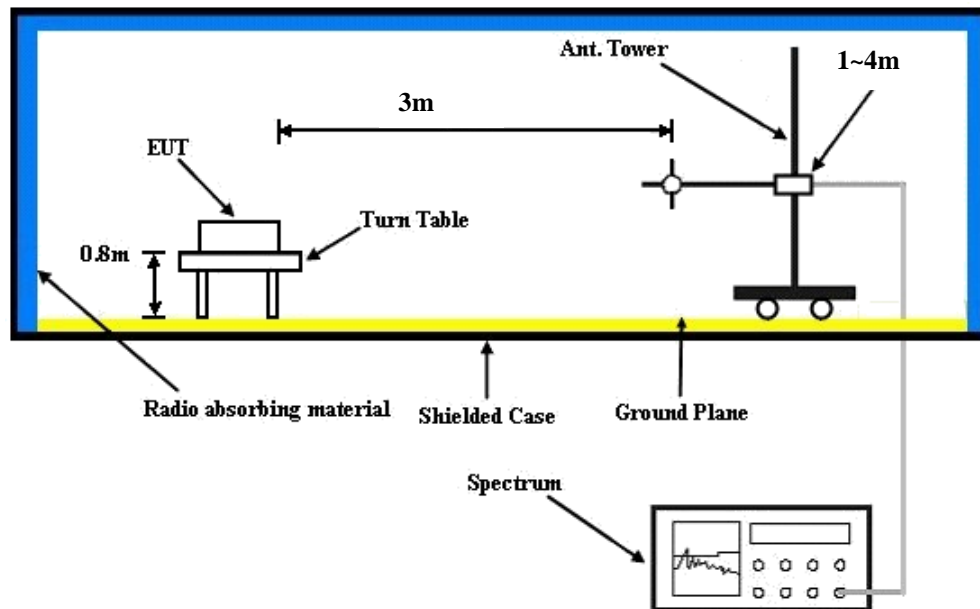 Ant. Tower
1~4m
3m
EUT
Turn Table
0.8m
Radio absorbing material
Shielded Case
Ground Plane
Spectrum